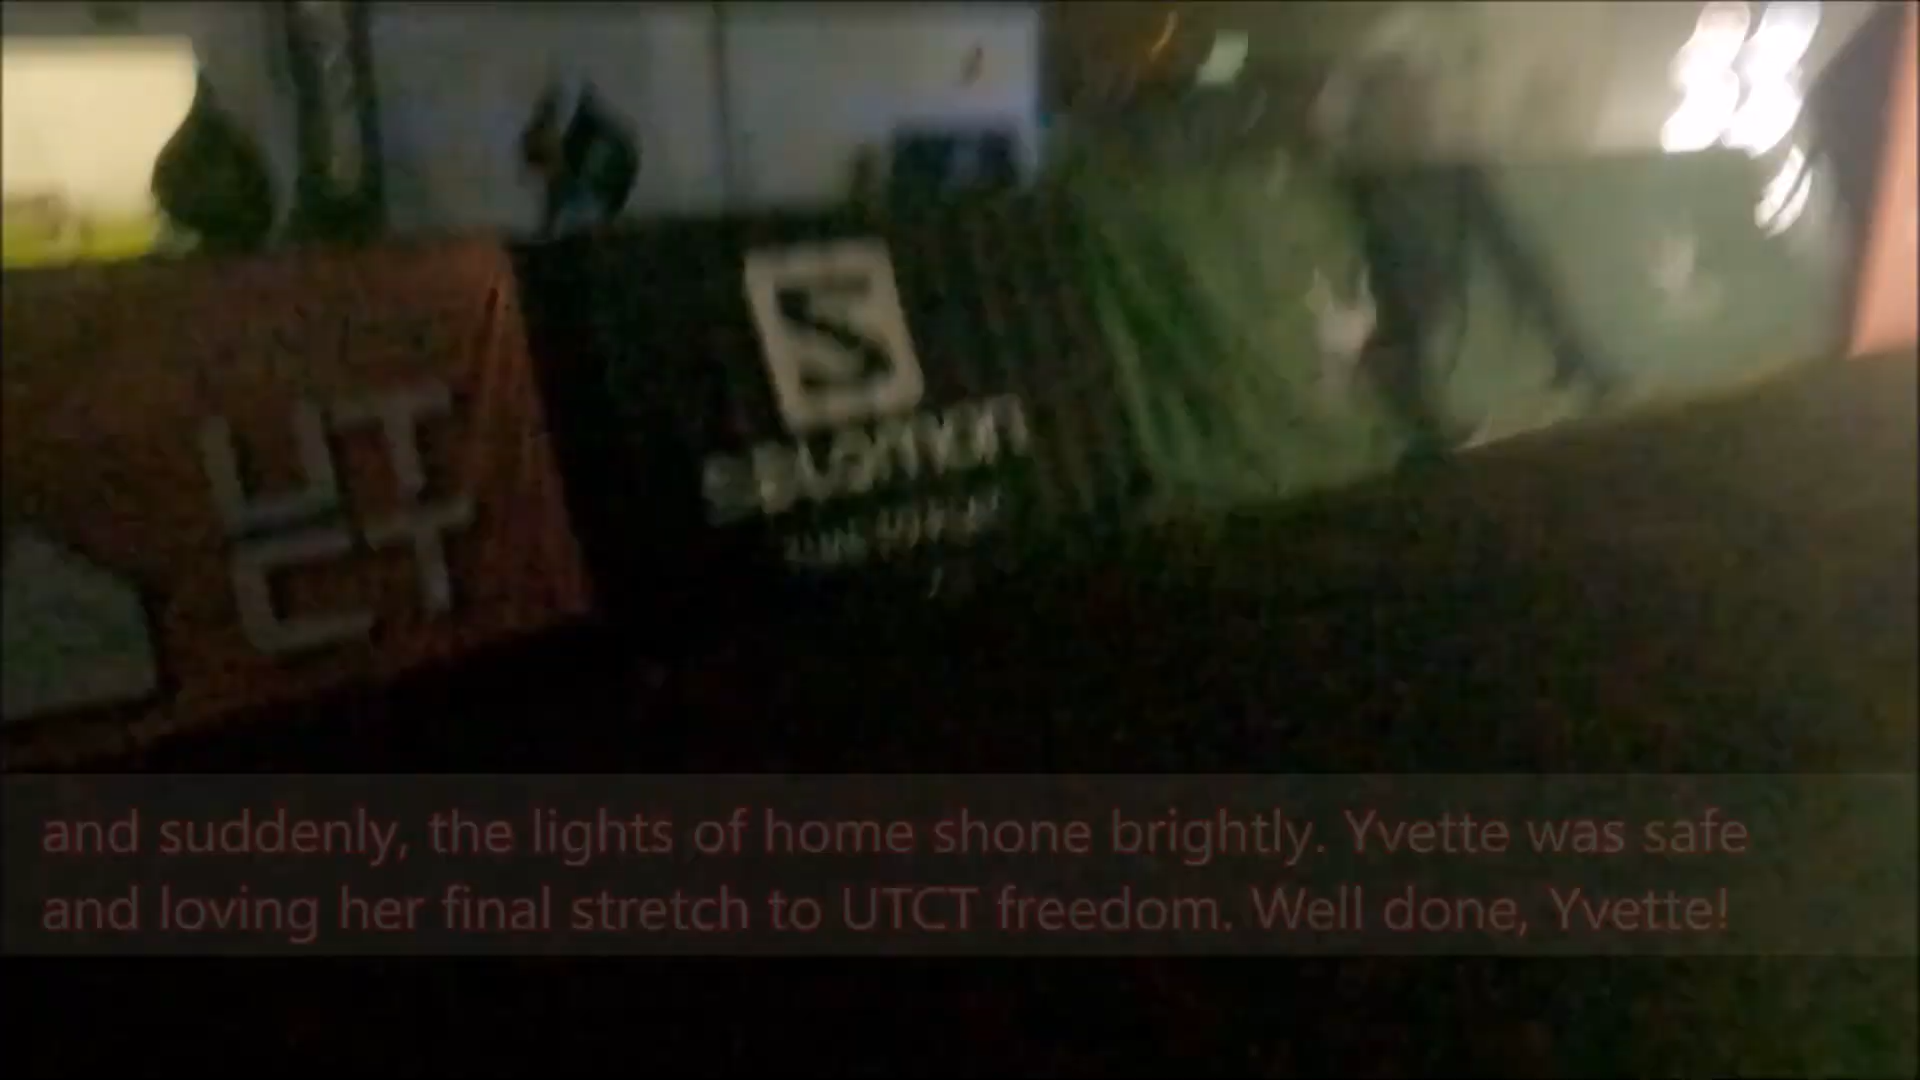 UT
CT
salomon
and suddenly, the lights of home shone brightly. Yvette was safe
and loving her final stretch to UTCT freedom. Well done, Yvette!